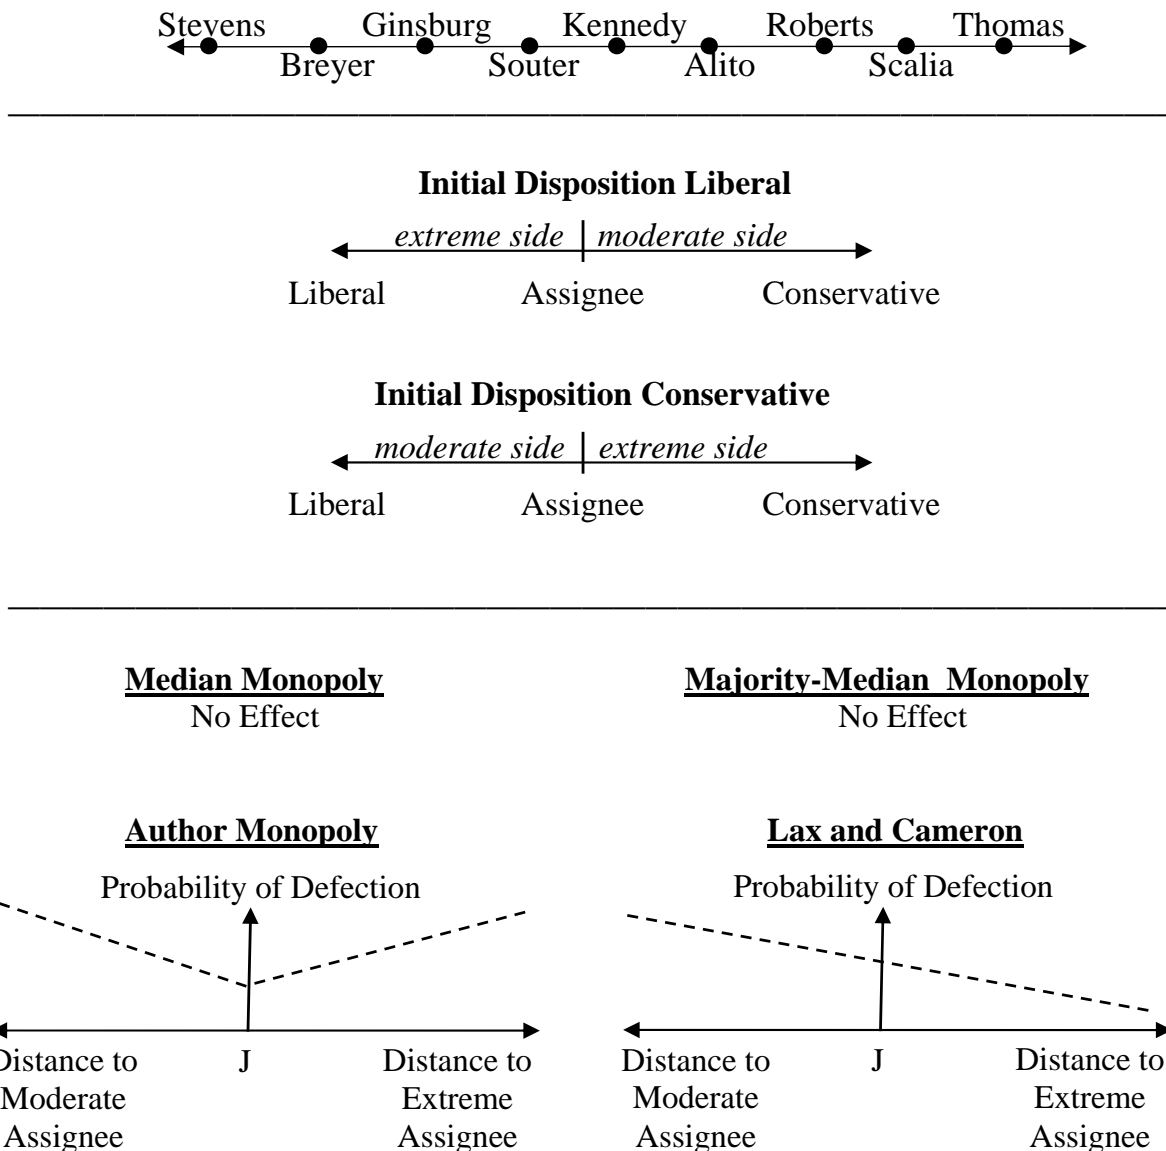 Stevens Ginsburg Kennedy Roberts Thomas
Breyer Souter Alito Scalia
Initial Disposition Liberal
extreme side moderate side
Liberal Assignee Conservative
Initial Disposition Conservative
moderate side extreme side
Liberal Assignee Conservative
Median Monopoly
No Effect
Majority-Median Monopoly
No Effect
Author Monopoly
Probability of Defection
Distance to
Moderate
Assignee
J
Distance to
Extreme
Assignee
Lax and Cameron
Probability of Defection
Distance to
Moderate
Assignee
J
Distance to
Extreme
Assignee